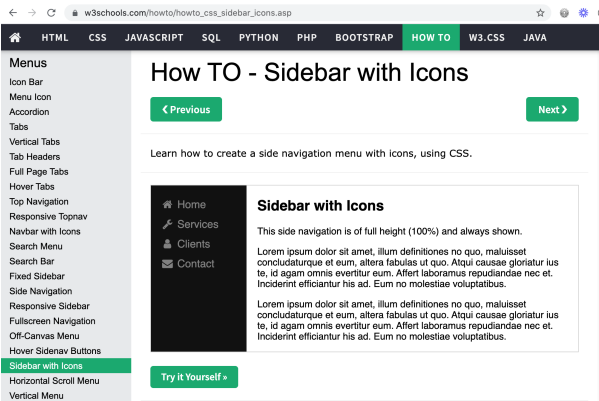 w3schools.com/howto/howto_css_sidebar_icons.asp
HTML CSS JAVASCRIPT SQL PYTHON PHP BOOTSTRAP HOW TO W3.CSS JAVA
Menus
Icon Bar
Menu Icon
Accordion
Tabs
Vertical Tabs
Tab Headers
Full Page Tabs
Hover Tabs
Top Navigation
Responsive Topnav
Navbar with Icons
Search Menu
Search Bar
Fixed Sidebar
Side Navigation
Responsive Sidebar
Fullscreen Navigation
Off-Canvas Menu
Hover Sidenav Buttons
Sidebar with Icons
Horizontal Scroll Menu
Vertical Menu
How TO - Sidebar with Icons
❮ Previous
Next ❯
Learn how to create a side navigation menu with icons, using CSS.
Home
Services
Clients
Contact
Sidebar with Icons
This side navigation is of full height (100%) and always shown.
Lorem ipsum dolor sit amet, illum definitiones no quo, maluisset
concludaturque et eum, altera fabulas ut quo. Atqui causae gloriatur ius
te, id agam omnis evertitur eum. Affert laboramus repudiandae nec et.
Inciderint efficiantur his ad. Eum no molestiae voluptatibus.
Lorem ipsum dolor sit amet, illum definitiones no quo, maluisset
concludaturque et eum, altera fabulas ut quo. Atqui causae gloriatur ius
te, id agam omnis evertitur eum. Affert laboramus repudiandae nec et.
Inciderint efficiantur his ad. Eum no molestiae voluptatibus.
Try it Yourself »